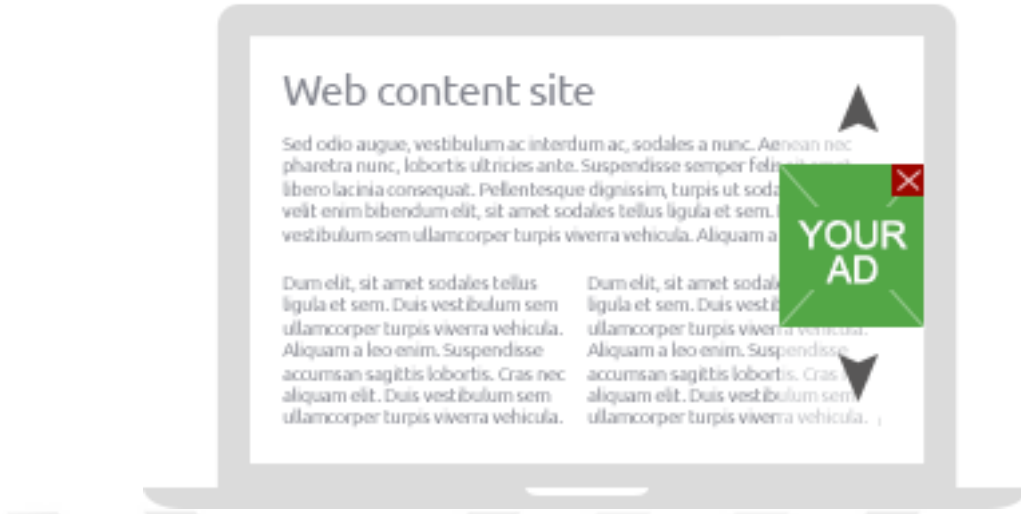 Web content site
Sed odio augue, vestibulum ac interdum ac, sodales a nunc. Aenean nec
pharetra nunc, lobortis ultricies ante. Suspendisse semper felis sit amet
libero lacinia consequat. Pellentesque dignissim, turpis ut soda
velit enim bibendum elit, sit amet sodales tellus ligula et sem.
vestibulum sem ullamcorper turpis viverra vehicula. Aliquam a
YOUR
AD
Dum elit, sit amet sodales tellus
ligula et sem. Duis vestibulum sem
ullamcorper turpis viverra vehicula.
Aliquam a leo enim. Suspendisse
accumsan sagittis lobortis. Cras nec
aliquam elit. Duis vestibulum sem
ullamcorper turpis viverra vehicula.
Dum elit, sit amet sodal
ligula et sem. Duis vestib
ullamcorper turpis viverra vehicula.
Aliquam a leo enim. Suspendisse
accumsan sagittis lobortis. Cras
aliquam elit. Duis vestibulum sem
ullamcorper turpis viverra vehicula.